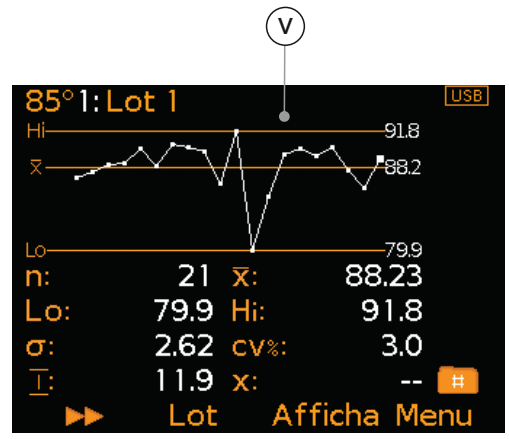 V
85° 1: Lot 1 USB
Hi 91.8
x̅ 88.2
Lo 79.9
n: 21 x̅: 88.23
Lo: 79.9 Hi: 91.8
σ: 2.62 cv%: 3.0
⌶: 11.9 x: -- #
▶▶ Lot Afficha Menu